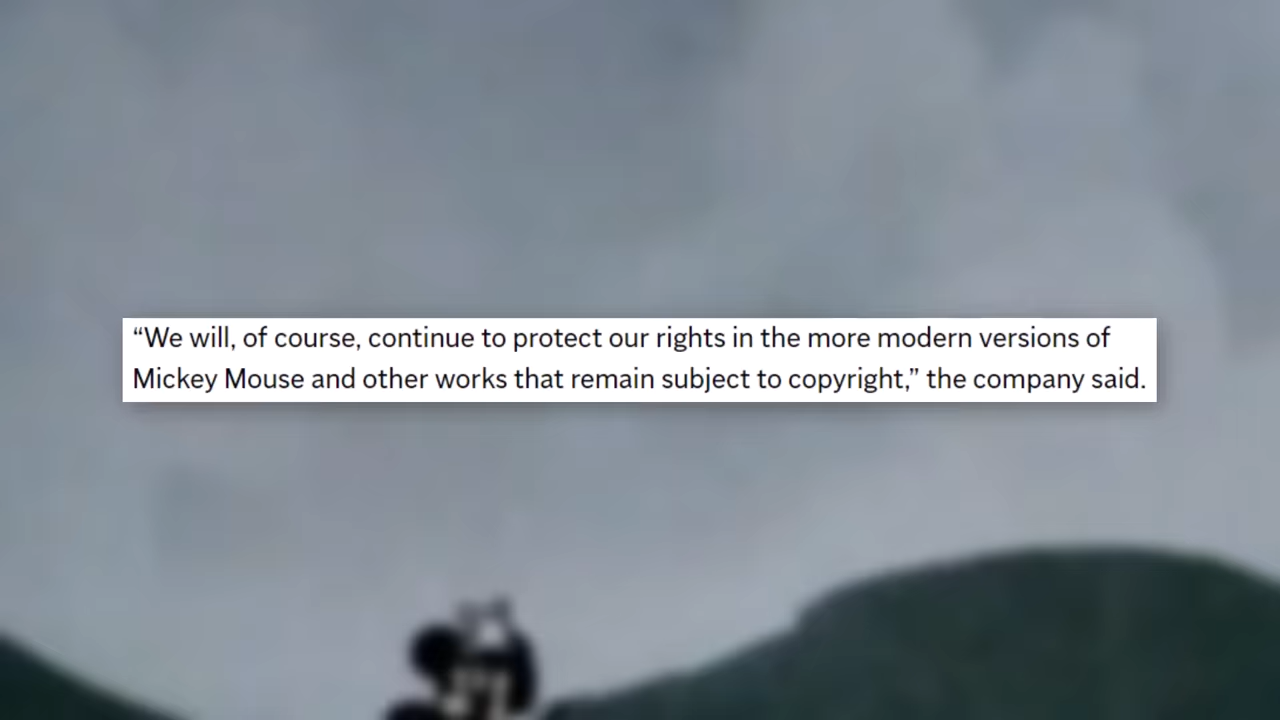 “We will, of course, continue to protect our rights in the more modern versions of
Mickey Mouse and other works that remain subject to copyright,” the company said.